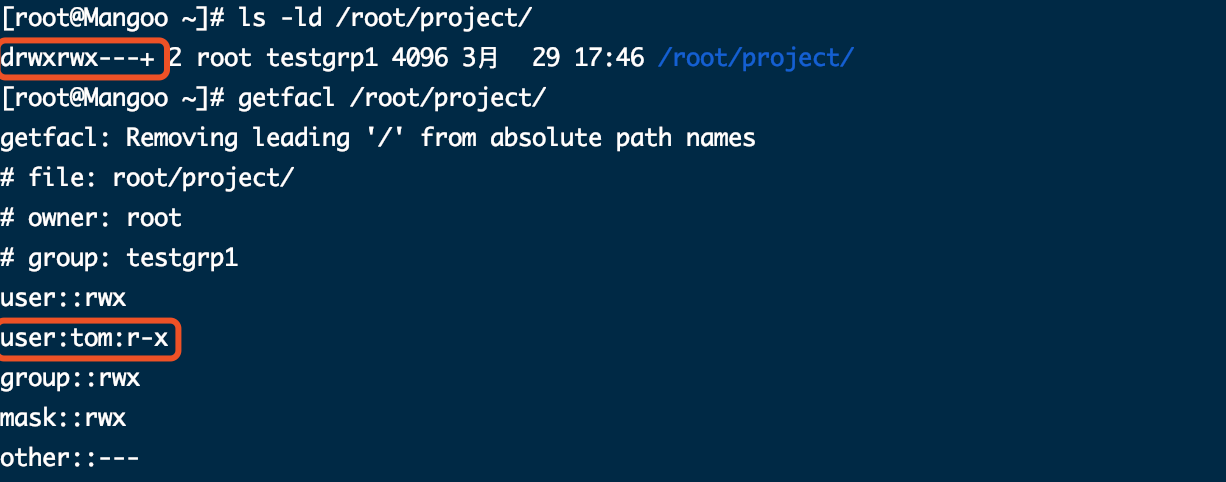 [root@Mangoo ~]# ls -ld /root/project/
drwxrwx---+ 2 root testgrp1 4096 3月  29 17:46 /root/project/
[root@Mangoo ~]# getfacl /root/project/
getfacl: Removing leading '/' from absolute path names
# file: root/project/
# owner: root
# group: testgrp1
user::rwx
user:tom:r-x
group::rwx
mask::rwx
other::---